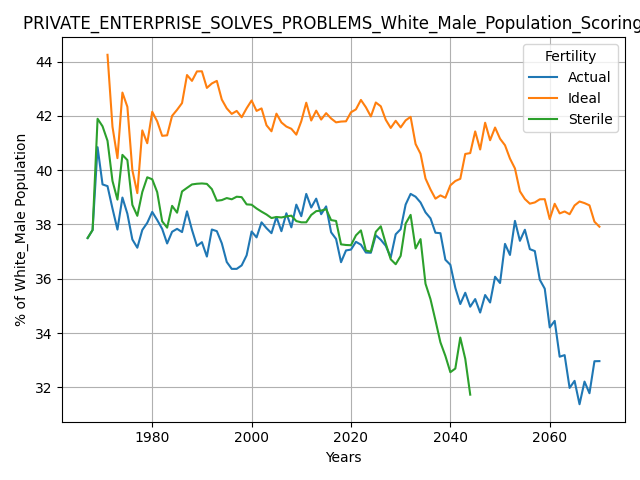 PRIVATE_ENTERPRISE_SOLVES_PROBLEMS_White_Male_Population_Scoring
Fertility
Actual
Ideal
Sterile
% of White_Male Population
44
42
40
38
36
34
32
1980
2000
2020
2040
2060
Years